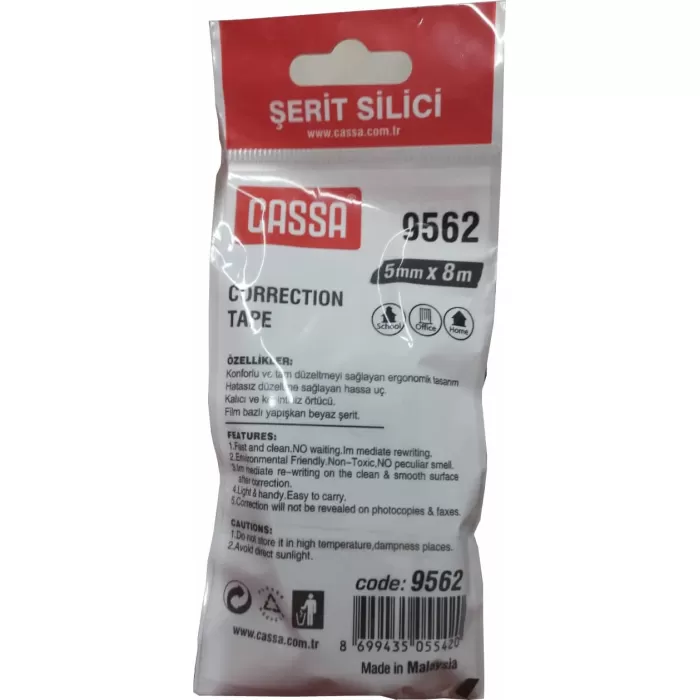 ŞERİT SİLİCİ
www.cassa.com.tr
CASSA®
9562
5mm x 8m
CORRECTION
TAPE
School Office Home
ÖZELLİKLER:
Konforlu ve tam düzeltmeyi sağlayan ergonomik tasarım
Hatasız düzeltme sağlayan hassa uç.
Kalıcı ve kesintisiz örtücü.
Film bazlı yapışkan beyaz şerit.
FEATURES:
1.Fast and clean.NO waiting.Im mediate rewriting.
2.Environmental Friendly.Non-Toxic,NO peculiar smell.
3.Im mediate re-writing on the clean & smooth surface
after correction.
4.Light & handy.Easy to carry.
5.Correction will not be revealed on photocopies & faxes.
CAUTIONS:
1.Do not store it in high temperature,dampness places.
2.Avoid direct sunlight.
code: 9562
www.cassa.com.tr
8 699435 055420
Made in Malaysia